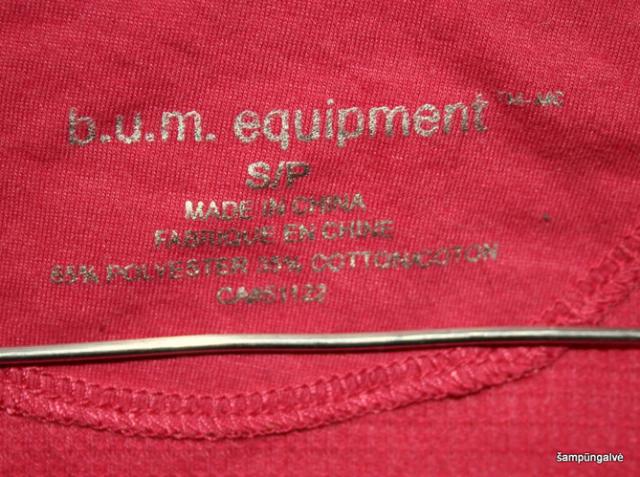 b.u.m. equipment ™-MC
S/P
MADE IN CHINA
FABRIQUE EN CHINE
65% POLYESTER 35% COTTON/COTON
CA#51122
šampūngalvė